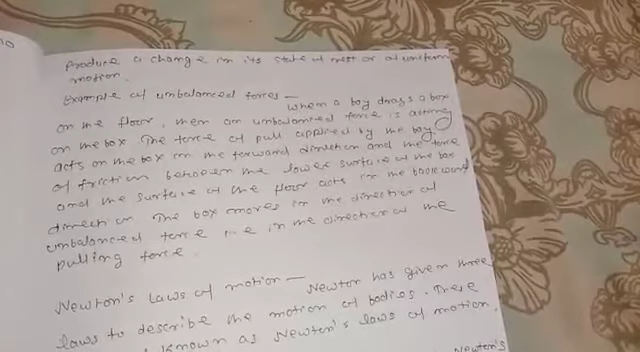 Produce a change in its state of rest or of uniform
motion.
Example of unbalanced forces —
When a boy drags a box
on the floor, then an unbalanced force is acting
on the box The force of pull applied by the boy
acts on the box in the forward direction and the force
of friction between the lower surface of the box
and the surface of the floor acts in the backward
direction The box moves in the direction of
unbalanced force i.e in the direction of the
pulling force.
Newton's laws of motion — Newton has given three
laws to describe the motion of bodies. These
known as Newton's laws of motion.
Newton's